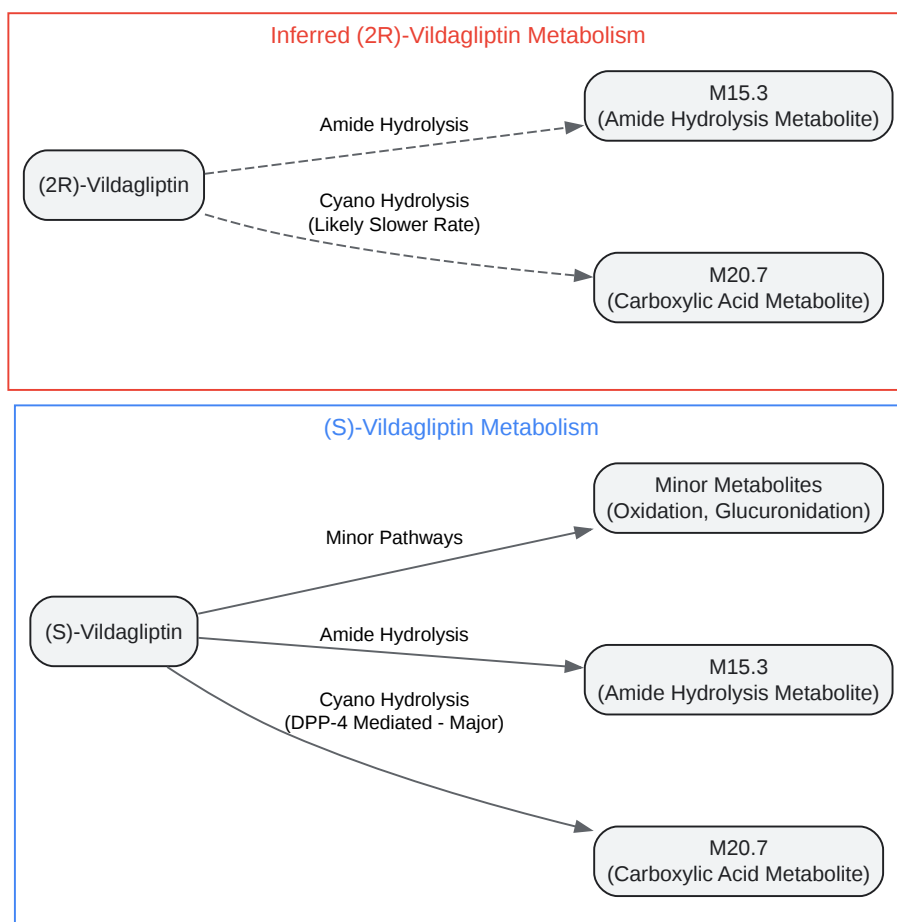 Inferred (2R)-Vildagliptin Metabolism
M15.3
(Amide Hydrolysis Metabolite)
Amide Hydrolysis
(2R)-Vildagliptin
Cyano Hydrolysis
(Likely Slower Rate)
M20.7
(Carboxylic Acid Metabolite)
(S)-Vildagliptin Metabolism
Minor Metabolites
(Oxidation, Glucuronidation)
Minor Pathways
(S)-Vildagliptin
Amide Hydrolysis
M15.3
(Amide Hydrolysis Metabolite)
Cyano Hydrolysis
(DPP-4 Mediated - Major)
M20.7
(Carboxylic Acid Metabolite)